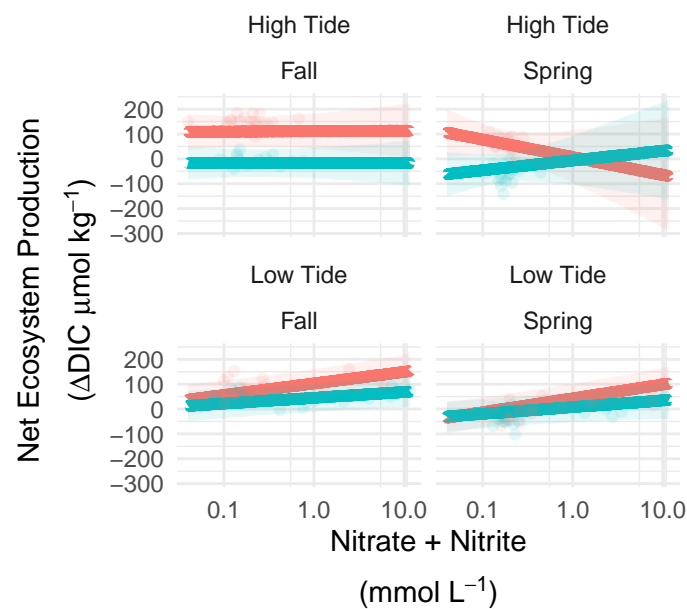 High Tide
High Tide
Fall
Spring
Net Ecosystem Production
(ΔDIC μmol kg⁻¹)
200
100
0
−100
−200
−300
Low Tide
Low Tide
Fall
Spring
200
100
0
−100
−200
−300
0.1
1.0
10.0
0.1
1.0
10.0
Nitrate + Nitrite
(mmol L⁻¹)